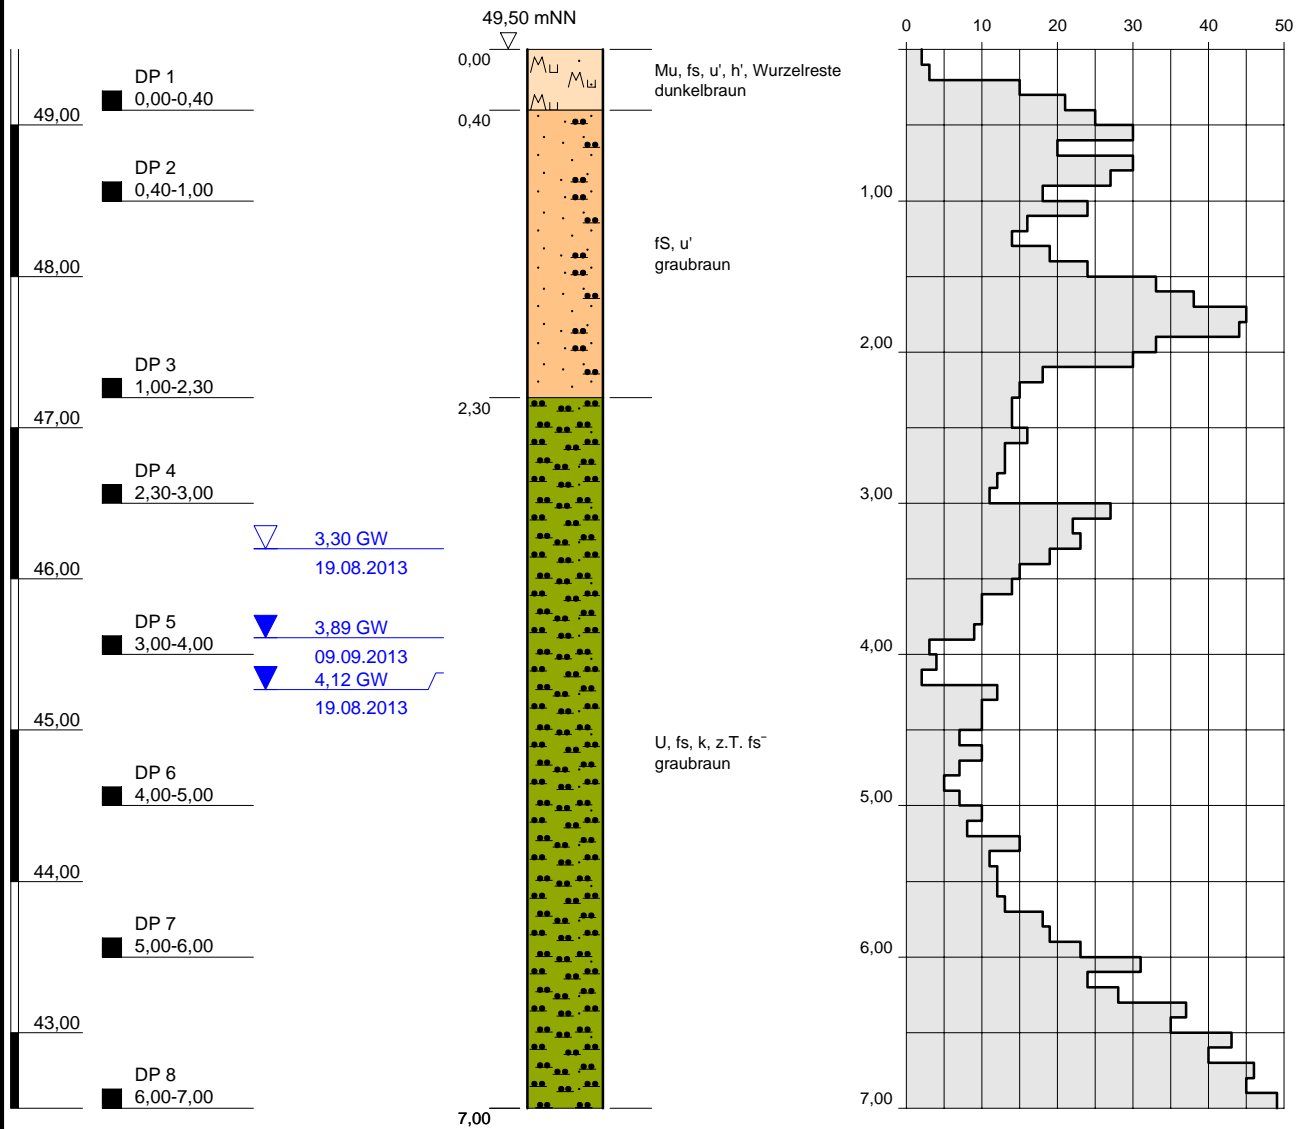 49,50 mNN
0 10 20 30 40 50
0,00
Mu, fs, u', h', Wurzelreste
dunkelbraun
DP 1
0,00-0,40
49,00
0,40
DP 2
0,40-1,00
1,00
fS, u'
graubraun
48,00
2,00
DP 3
1,00-2,30
2,30
47,00
DP 4
2,30-3,00
3,00
3,30 GW
19.08.2013
46,00
DP 5
3,00-4,00
3,89 GW
09.09.2013
4,00
4,12 GW
19.08.2013
45,00
U, fs, k, z.T. fs¯
graubraun
DP 6
4,00-5,00
5,00
44,00
DP 7
5,00-6,00
6,00
43,00
DP 8
6,00-7,00
7,00
7,00